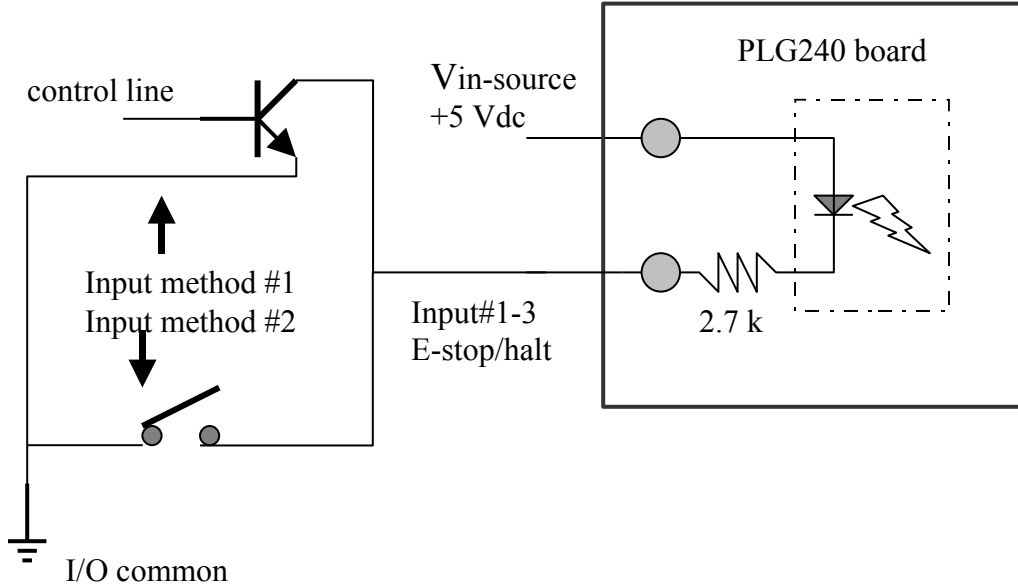 PLG240 board
Vin-source
+5 Vdc
control line
Input method #1
Input method #2
Input#1-3
E-stop/halt
2.7 k
I/O common